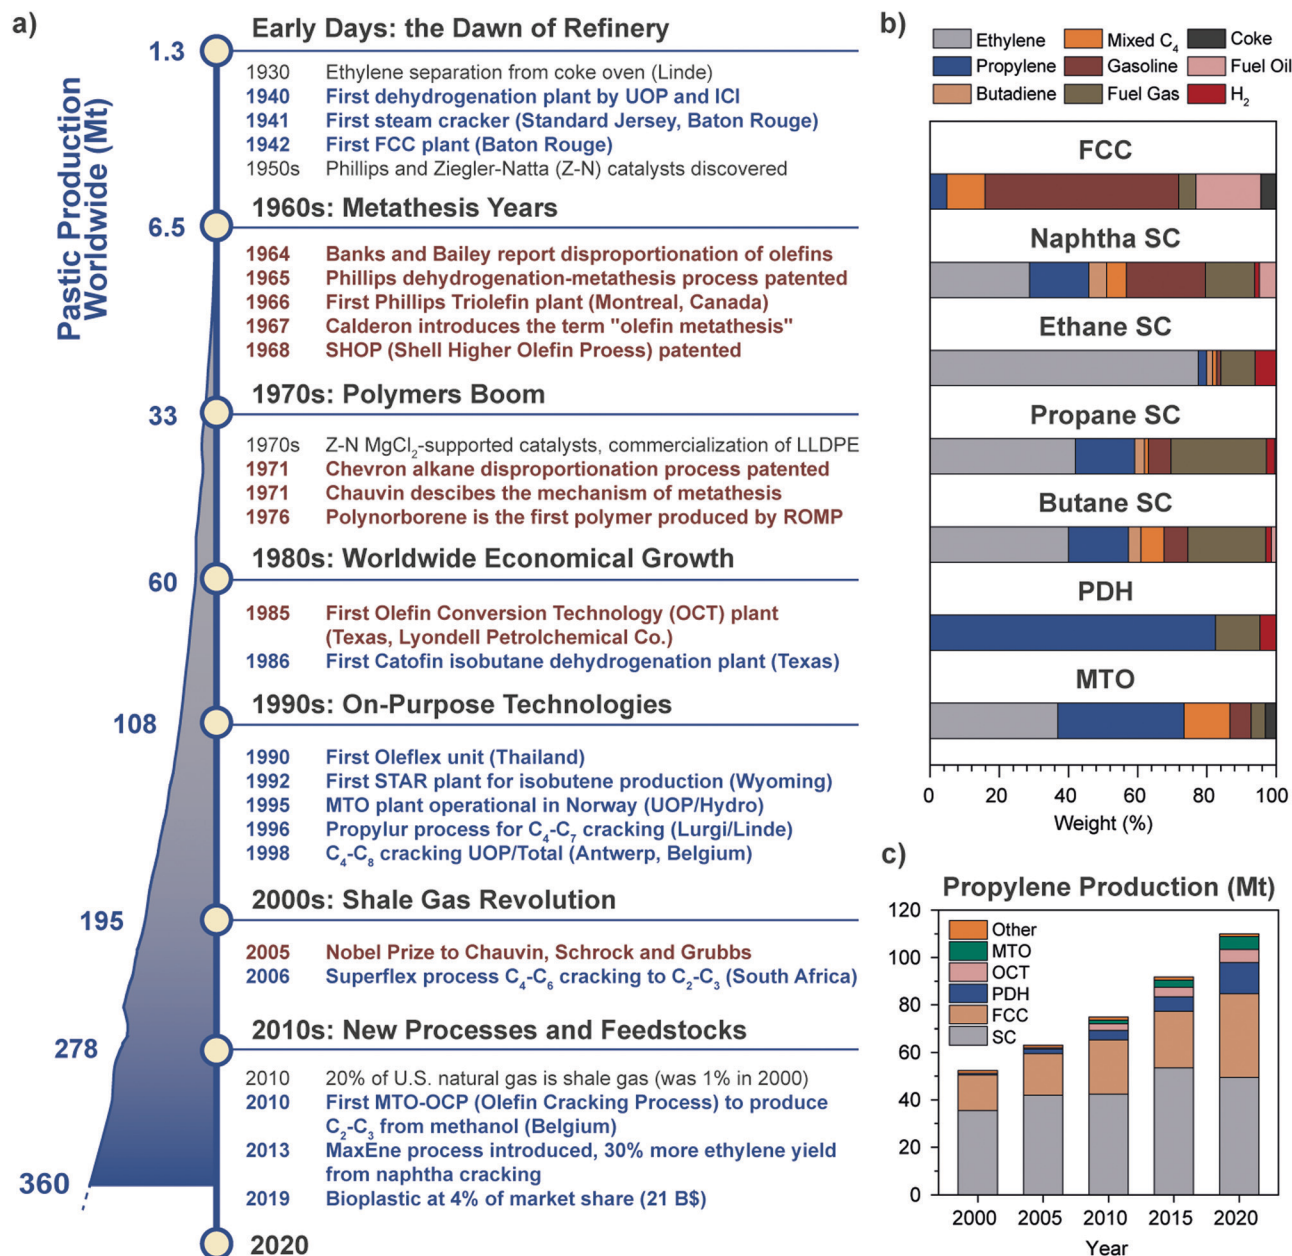 a)
Pastic Production
Worldwide (Mt)
1.3
Early Days: the Dawn of Refinery
1930 Ethylene separation from coke oven (Linde)
1940 First dehydrogenation plant by UOP and ICI
1941 First steam cracker (Standard Jersey, Baton Rouge)
1942 First FCC plant (Baton Rouge)
1950s Phillips and Ziegler-Natta (Z-N) catalysts discovered
6.5
1960s: Metathesis Years
1964 Banks and Bailey report disproportionation of olefins
1965 Phillips dehydrogenation-metathesis process patented
1966 First Phillips Triolefin plant (Montreal, Canada)
1967 Calderon introduces the term "olefin metathesis"
1968 SHOP (Shell Higher Olefin Proess) patented
33
1970s: Polymers Boom
1970s Z-N MgCl2-supported catalysts, commercialization of LLDPE
1971 Chevron alkane disproportionation process patented
1971 Chauvin descibes the mechanism of metathesis
1976 Polynorborene is the first polymer produced by ROMP
60
1980s: Worldwide Economical Growth
1985 First Olefin Conversion Technology (OCT) plant
(Texas, Lyondell Petrolchemical Co.)
1986 First Catofin isobutane dehydrogenation plant (Texas)
108
1990s: On-Purpose Technologies
1990 First Oleflex unit (Thailand)
1992 First STAR plant for isobutene production (Wyoming)
1995 MTO plant operational in Norway (UOP/Hydro)
1996 Propylur process for C4-C7 cracking (Lurgi/Linde)
1998 C4-C8 cracking UOP/Total (Antwerp, Belgium)
195
2000s: Shale Gas Revolution
2005 Nobel Prize to Chauvin, Schrock and Grubbs
2006 Superflex process C4-C6 cracking to C2-C3 (South Africa)
278
2010s: New Processes and Feedstocks
2010 20% of U.S. natural gas is shale gas (was 1% in 2000)
2010 First MTO-OCP (Olefin Cracking Process) to produce
C2-C3 from methanol (Belgium)
2013 MaxEne process introduced, 30% more ethylene yield
from naphtha cracking
2019 Bioplastic at 4% of market share (21 B$)
360
2020
b)
Ethylene Mixed C4 Coke
Propylene Gasoline Fuel Oil
Butadiene Fuel Gas H2
FCC
Naphtha SC
Ethane SC
Propane SC
Butane SC
PDH
MTO
0 20 40 60 80 100
Weight (%)
c)
Propylene Production (Mt)
120
100
80
60
40
20
0
Other
MTO
OCT
PDH
FCC
SC
2000 2005 2010 2015 2020
Year